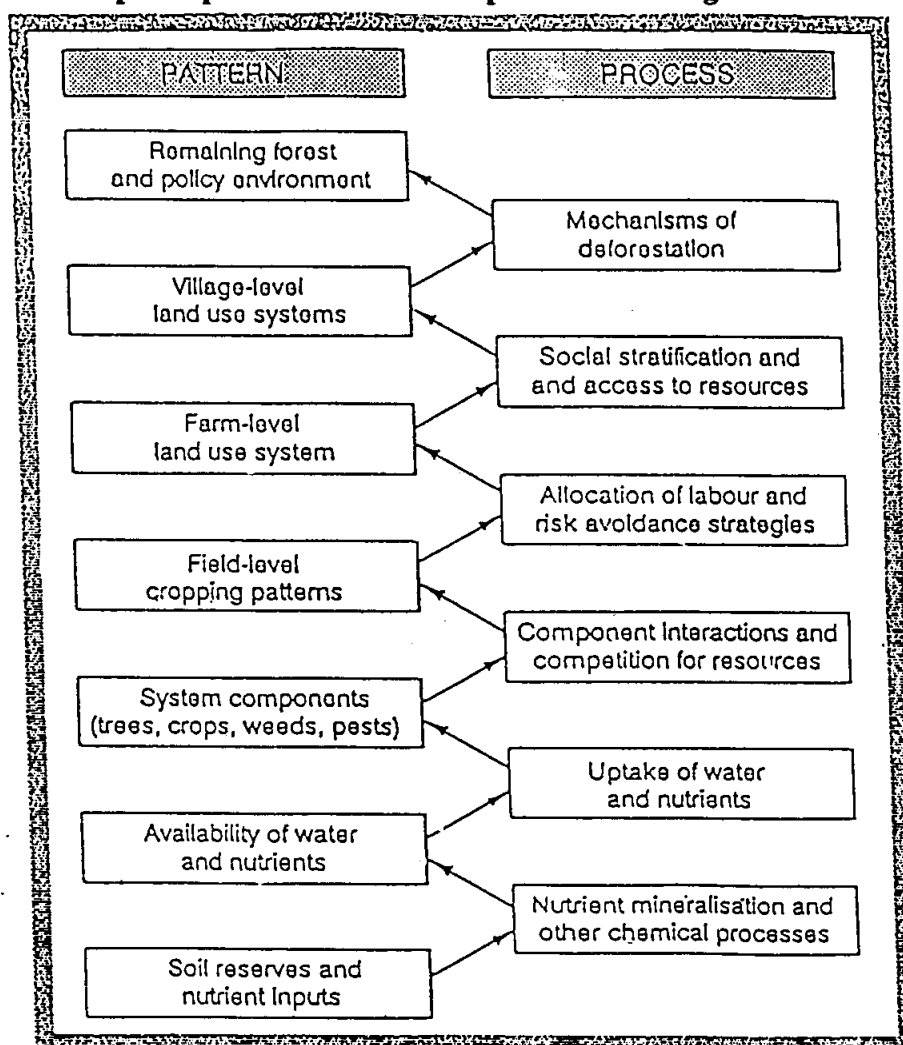 PATTERN
PROCESS
Remaining forest
and policy environment
Mechanisms of
deforestation
Village-level
land use systems
Social stratification and
and access to resources
Farm-level
land use system
Allocation of labour and
risk avoidance strategies
Field-level
cropping patterns
Component interactions and
competition for resources
System components
(trees, crops, weeds, pests)
Uptake of water
and nutrients
Availability of water
and nutrients
Nutrient mineralisation and
other chemical processes
Soil reserves and
nutrient inputs